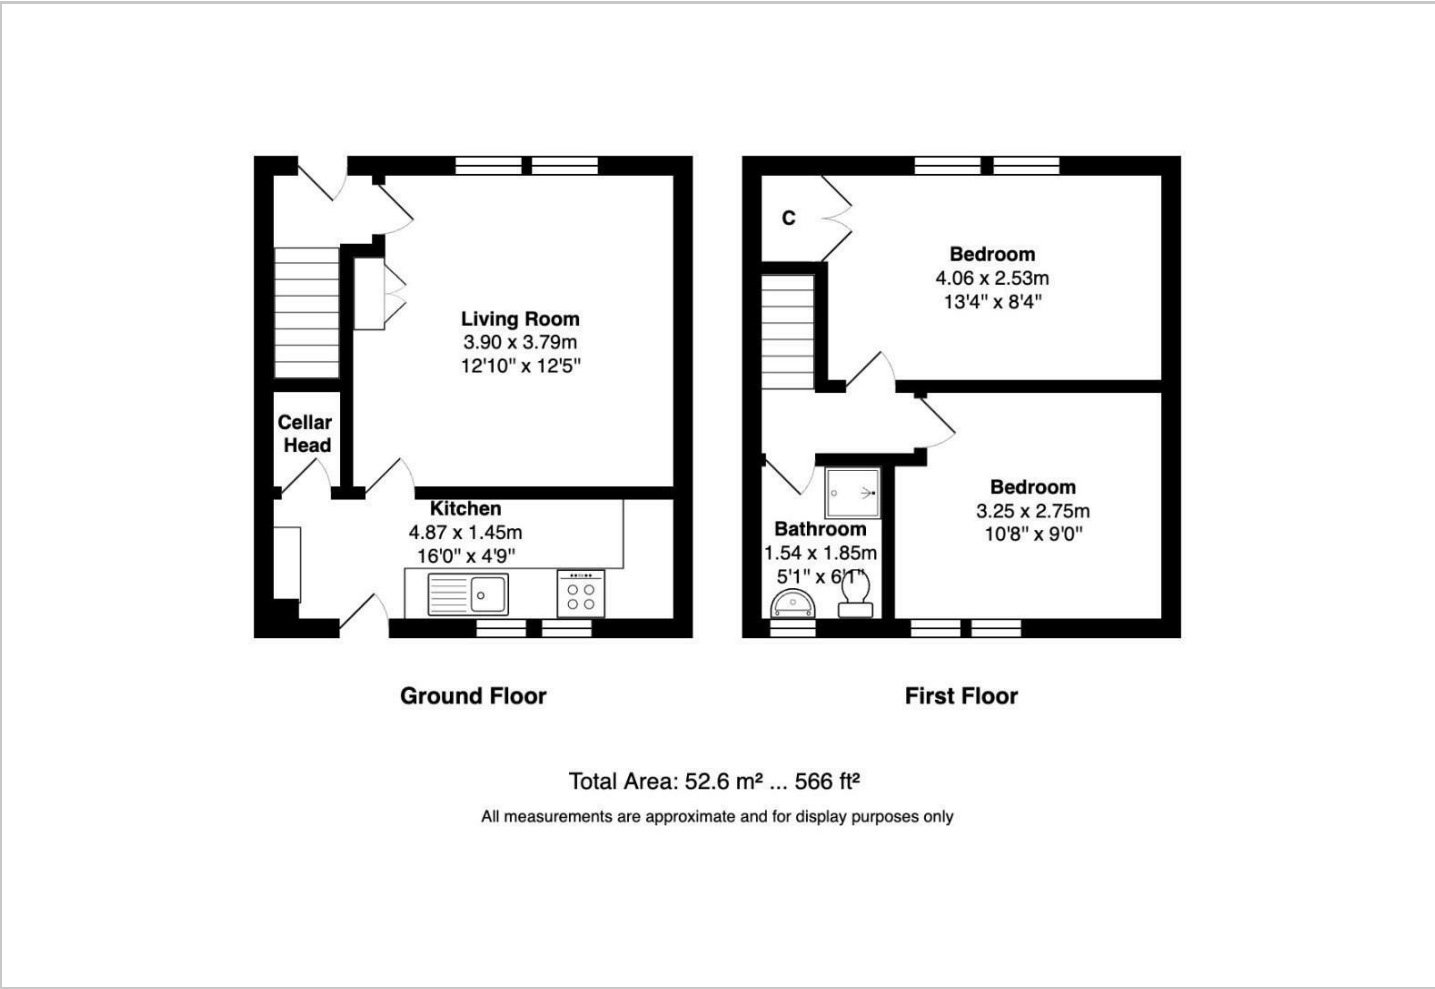 Living Room
3.90 x 3.79m
12'10" x 12'5"
Cellar
Head
Kitchen
4.87 x 1.45m
16'0" x 4'9"
Ground Floor
C
Bedroom
4.06 x 2.53m
13'4" x 8'4"
Bedroom
3.25 x 2.75m
10'8" x 9'0"
Bathroom
1.54 x 1.85m
5'1" x 6'1"
First Floor
Total Area: 52.6 m² ... 566 ft²
All measurements are approximate and for display purposes only